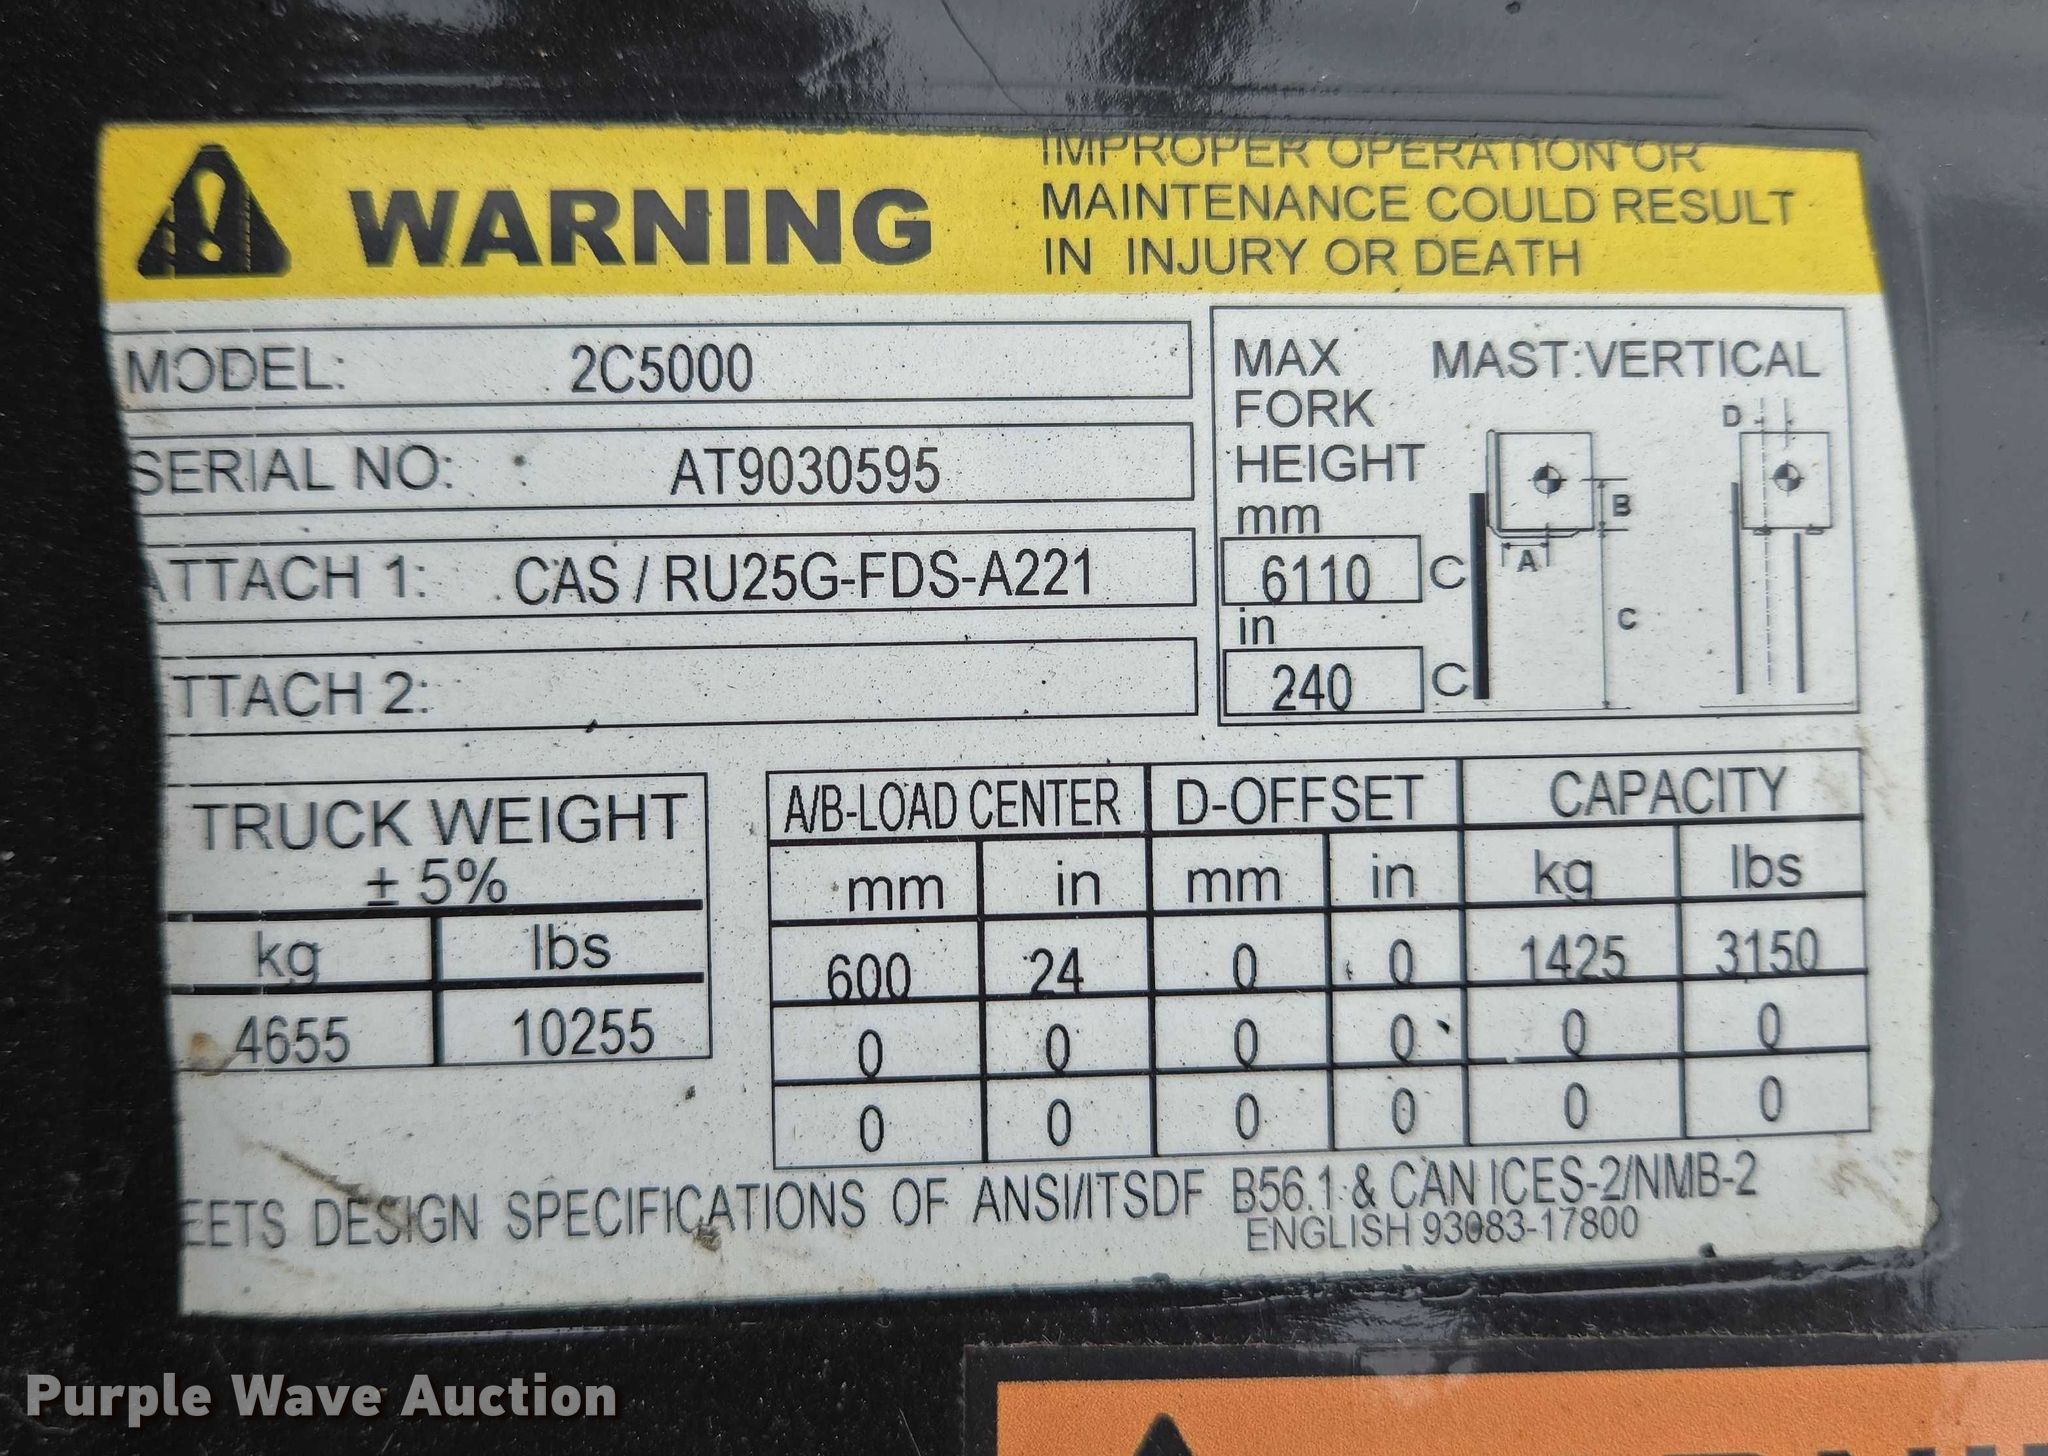 WARNING
IMPROPER OPERATION OR
MAINTENANCE COULD RESULT
IN INJURY OR DEATH
MODEL: 2C5000
SERIAL NO: AT9030595
ATTACH 1: CAS / RU25G-FDS-A221
TTACH 2:
MAX
FORK
HEIGHT
mm
6110 C
in
240 C
MAST:VERTICAL
D
B
A
C
TRUCK WEIGHT
± 5%
kg lbs
4655 10255
A/B-LOAD CENTER D-OFFSET CAPACITY
mm in mm in kg lbs
600 24 0 0 1425 3150
0 0 0 0 0 0
0 0 0 0 0 0
EETS DESIGN SPECIFICATIONS OF ANSI/ITSDF B56.1 & CAN ICES-2/NMB-2
ENGLISH 93083-17800
Purple Wave Auction